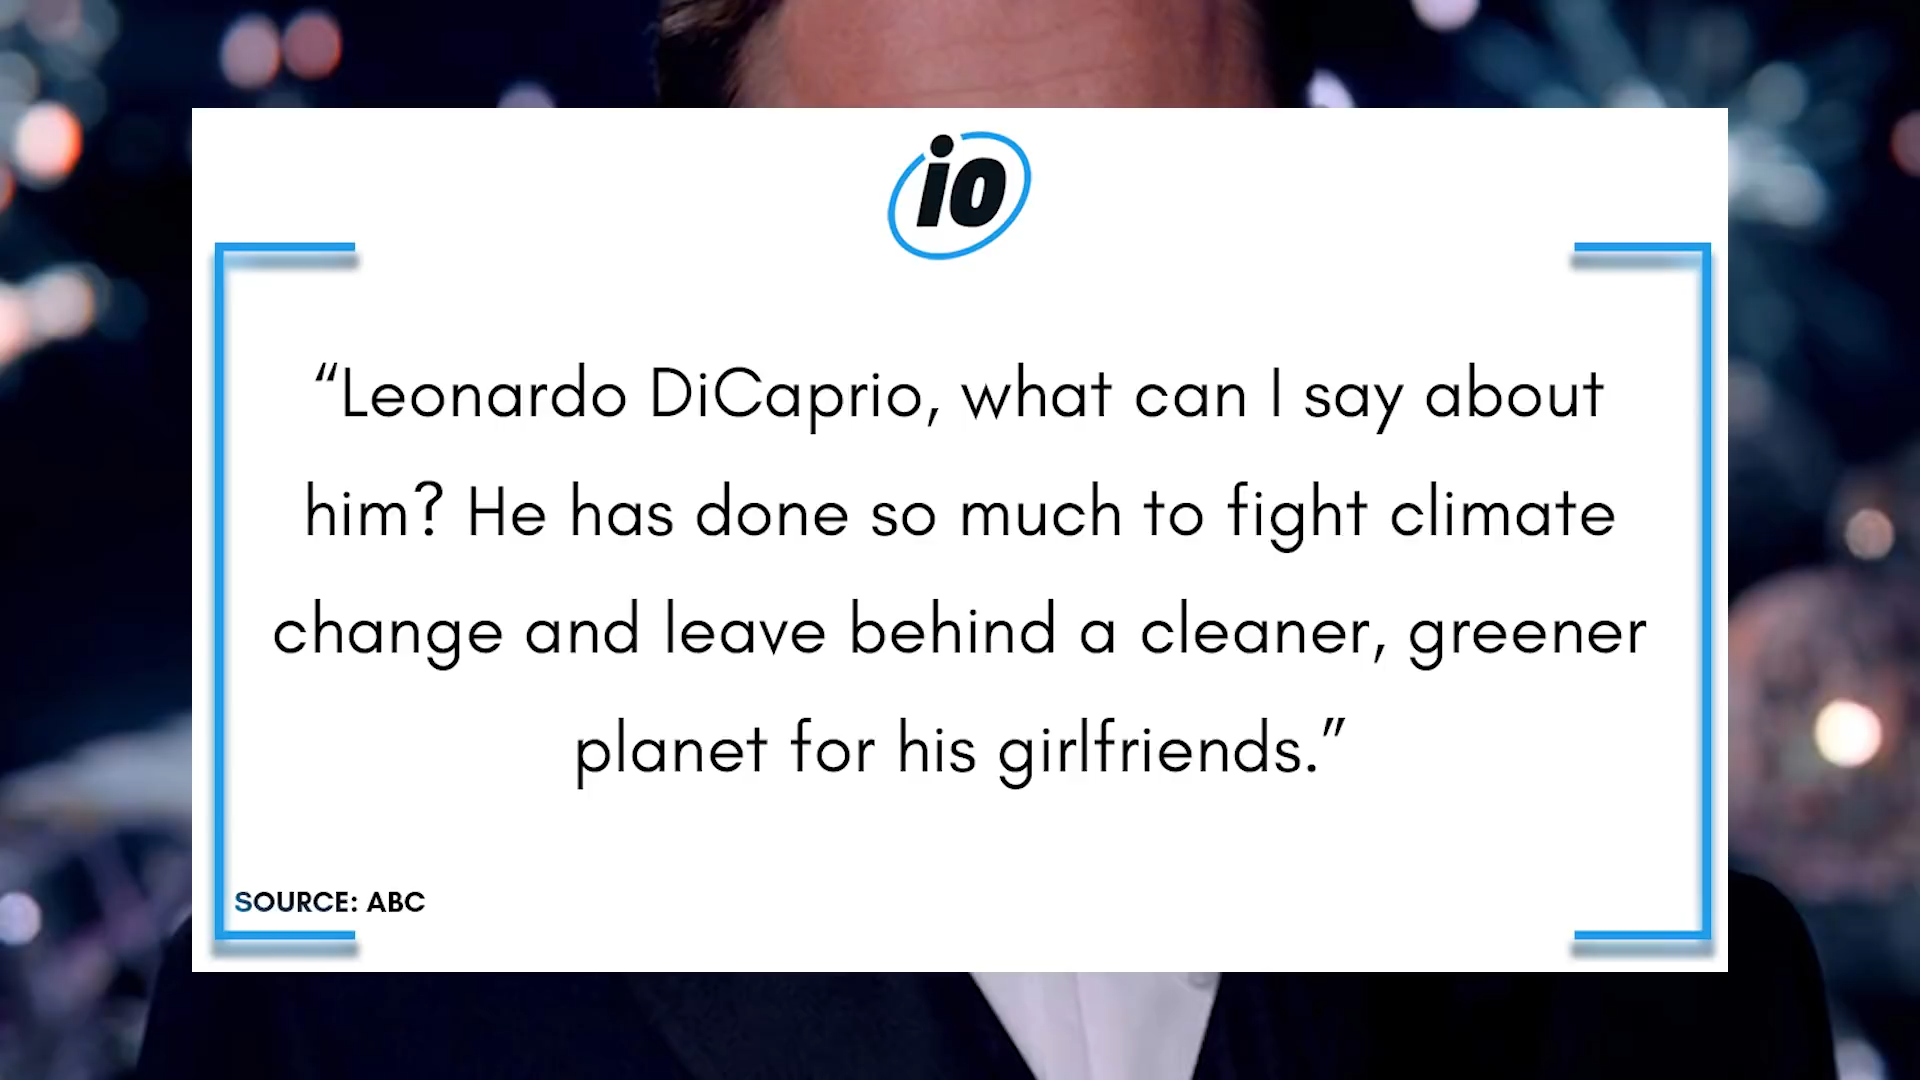 io
“Leonardo DiCaprio, what can I say about
him? He has done so much to fight climate
change and leave behind a cleaner, greener
planet for his girlfriends.”
SOURCE: ABC